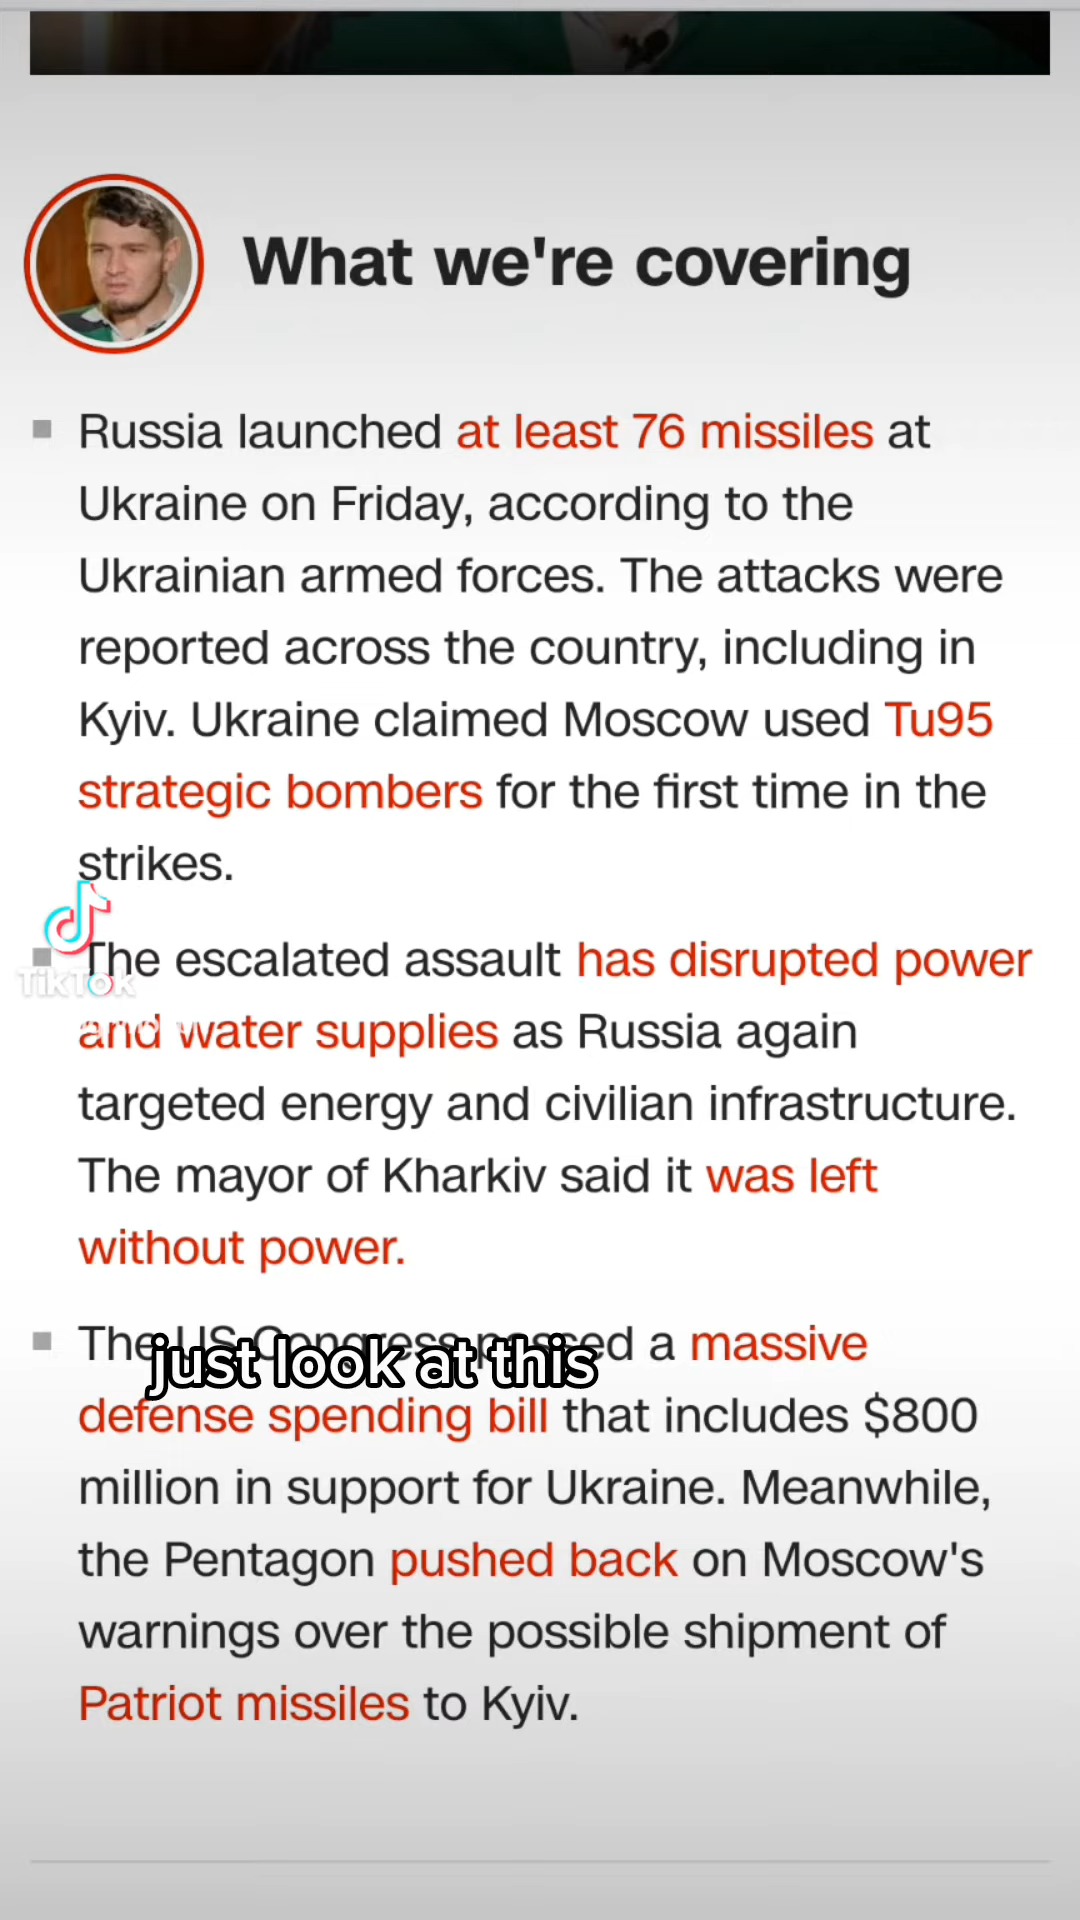 What we're covering
Russia launched at least 76 missiles at
Ukraine on Friday, according to the
Ukrainian armed forces. The attacks were
reported across the country, including in
Kyiv. Ukraine claimed Moscow used Tu95
strategic bombers for the first time in the
strikes.
The escalated assault has disrupted power
TikTok
and water supplies as Russia again
targeted energy and civilian infrastructure.
The mayor of Kharkiv said it was left
without power.
The US Congress passed a massive
just look at this
defense spending bill that includes $800
million in support for Ukraine. Meanwhile,
the Pentagon pushed back on Moscow's
warnings over the possible shipment of
Patriot missiles to Kyiv.